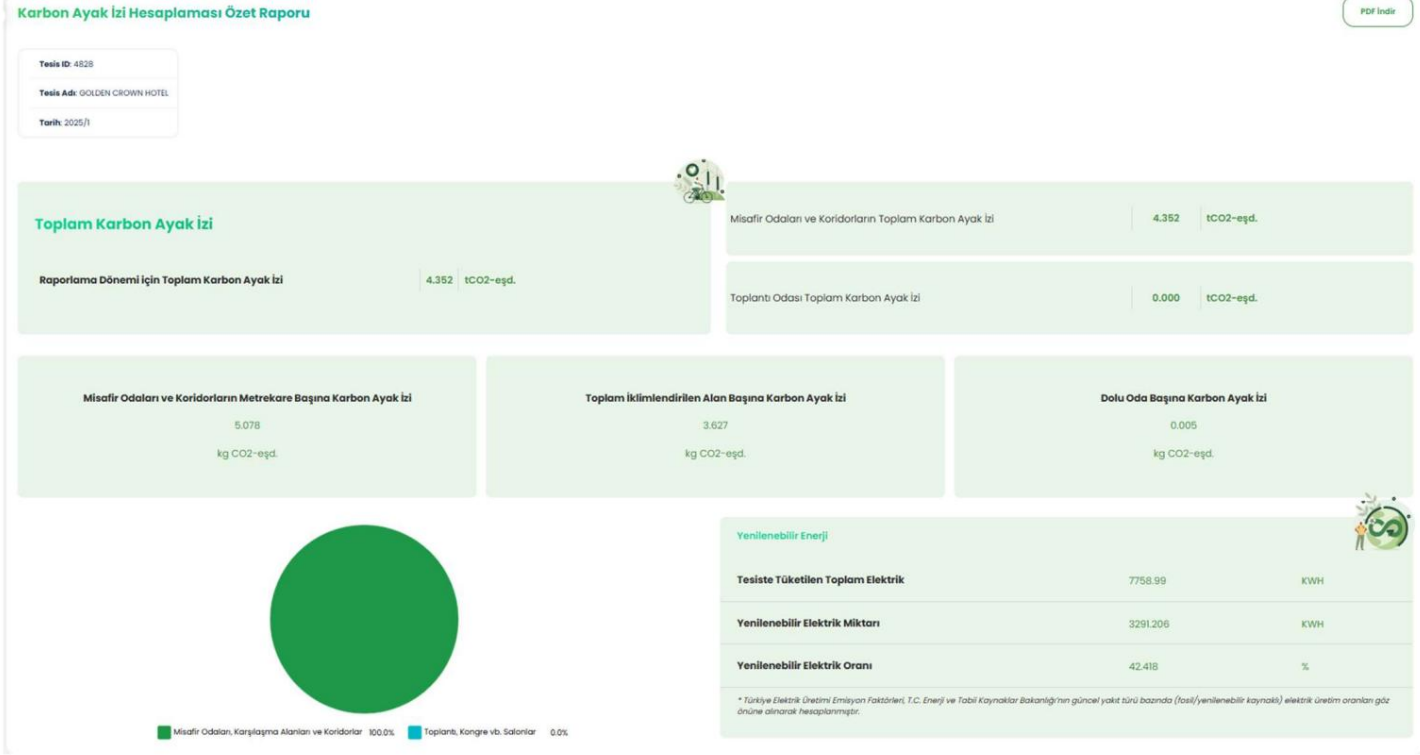 Karbon Ayak İzi Hesaplaması Özet Raporu
PDF İndir
Tesis ID: 4828
Tesis Adı: GOLDEN CROWN HOTEL
Tarih: 2025/1
Toplam Karbon Ayak İzi
Raporlama Dönemi için Toplam Karbon Ayak İzi 4.352 tCO2-eşd.
Misafir Odaları ve Koridorların Toplam Karbon Ayak İzi 4.352 tCO2-eşd.
Toplantı Odası Toplam Karbon Ayak İzi 0.000 tCO2-eşd.
Misafir Odaları ve Koridorların Metrekare Başına Karbon Ayak İzi
5.078
kg CO2-eşd.
Toplam İklimlendirilen Alan Başına Karbon Ayak İzi
3.627
kg CO2-eşd.
Dolu Oda Başına Karbon Ayak İzi
0.005
kg CO2-eşd.
Misafir Odaları, Karşılaşma Alanları ve Koridorlar 100.0% Toplantı, Kongre vb. Salonlar 0.0%
Yenilenebilir Enerji
Tesiste Tüketilen Toplam Elektrik 7758.99 KWH
Yenilenebilir Elektrik Miktarı 3291.206 KWH
Yenilenebilir Elektrik Oranı 42.418 %
* Türkiye Elektrik Üretimi Emisyon Faktörleri, T.C. Enerji ve Tabii Kaynaklar Bakanlığı'nın güncel yakıt türü bazında (fosil/yenilenebilir kaynaklı) elektrik üretim oranları göz
önüne alınarak hesaplanmıştır.